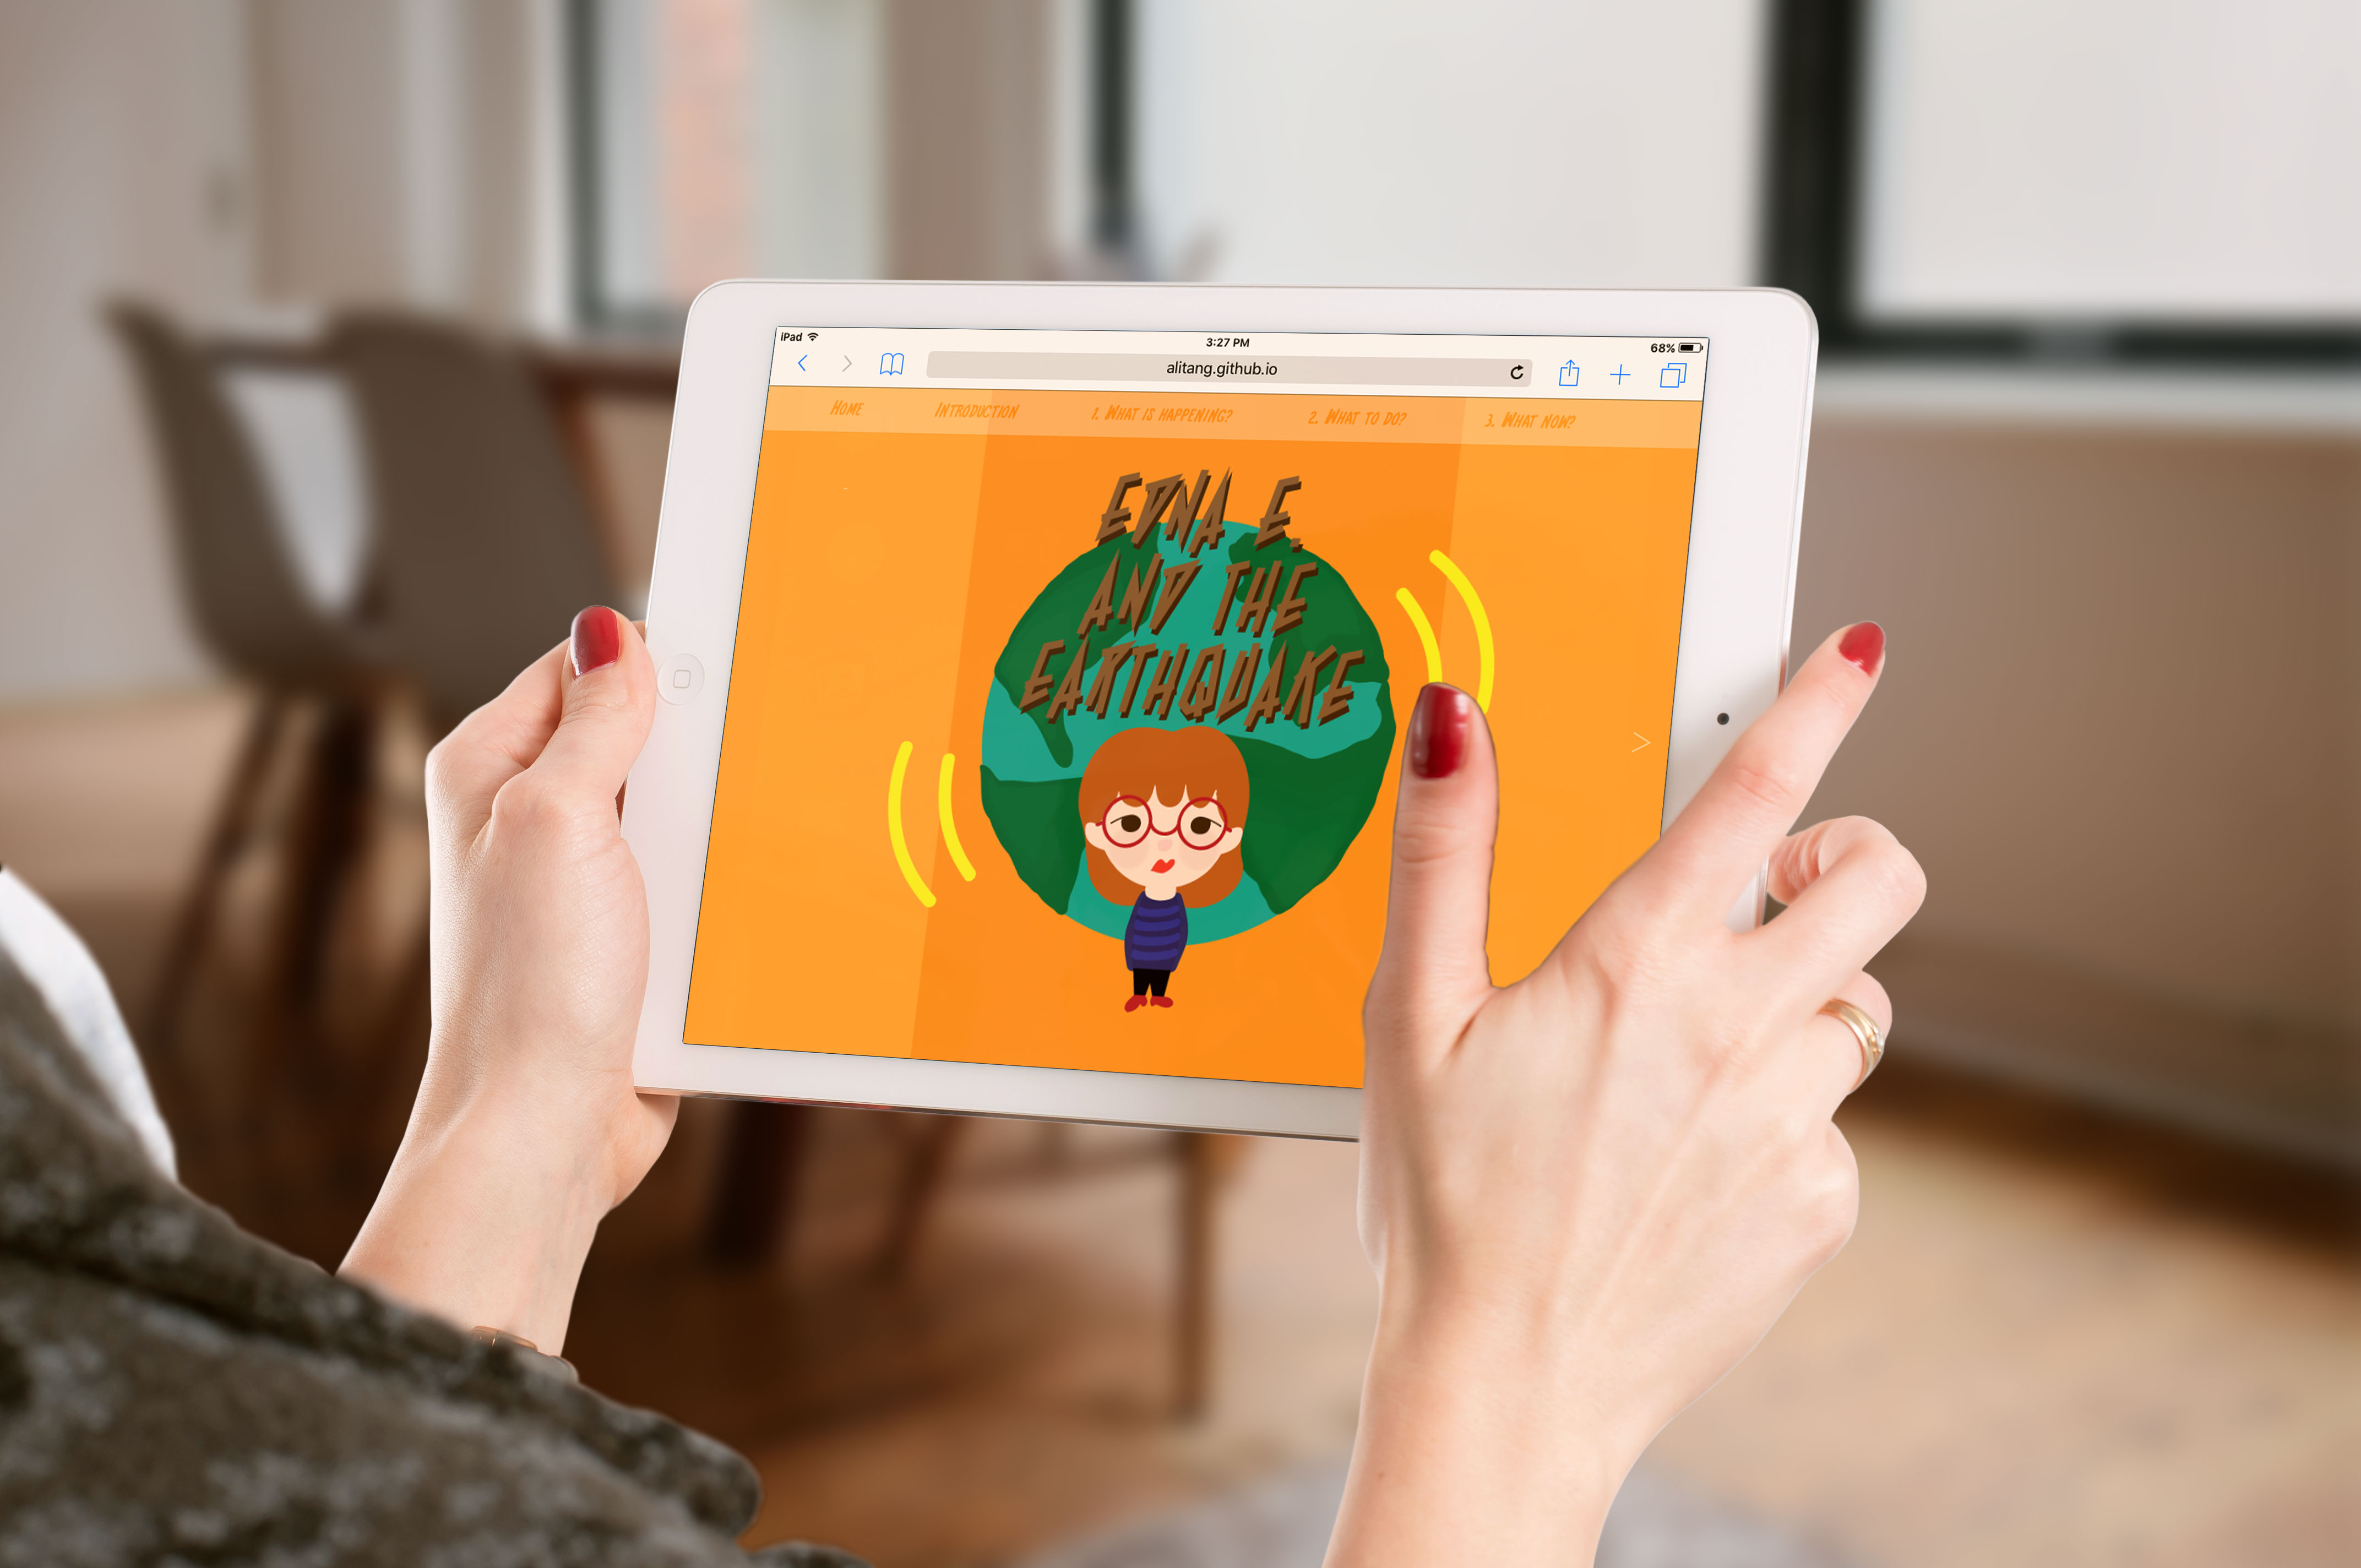 iPad
3:27 PM
68%
alitang.github.io
Home Introduction 1. What is happening? 2. What to do? 3. What now?
EDNA E.
AND THE
EARTHQUAKE
>